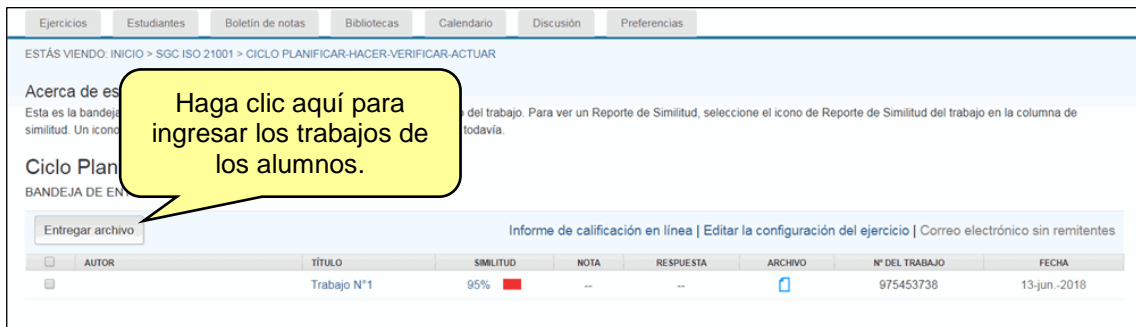 Ejercicios Estudiantes Boletín de notas Bibliotecas Calendario Discusión Preferencias
ESTÁS VIENDO: INICIO > SGC ISO 21001 > CICLO PLANIFICAR-HACER-VERIFICAR-ACTUAR
Acerca de es
Esta es la bandeja del trabajo. Para ver un Reporte de Similitud, seleccione el icono de Reporte de Similitud del trabajo en la columna de
similitud. Un icono todavía.
Haga clic aquí para
ingresar los trabajos de
los alumnos.
Ciclo Plan
BANDEJA DE EN
Entregar archivo Informe de calificación en línea | Editar la configuración del ejercicio | Correo electrónico sin remitentes
AUTOR TÍTULO SIMILITUD NOTA RESPUESTA ARCHIVO Nº DEL TRABAJO FECHA
Trabajo N°1 95% -- -- 975453738 13-jun.-2018